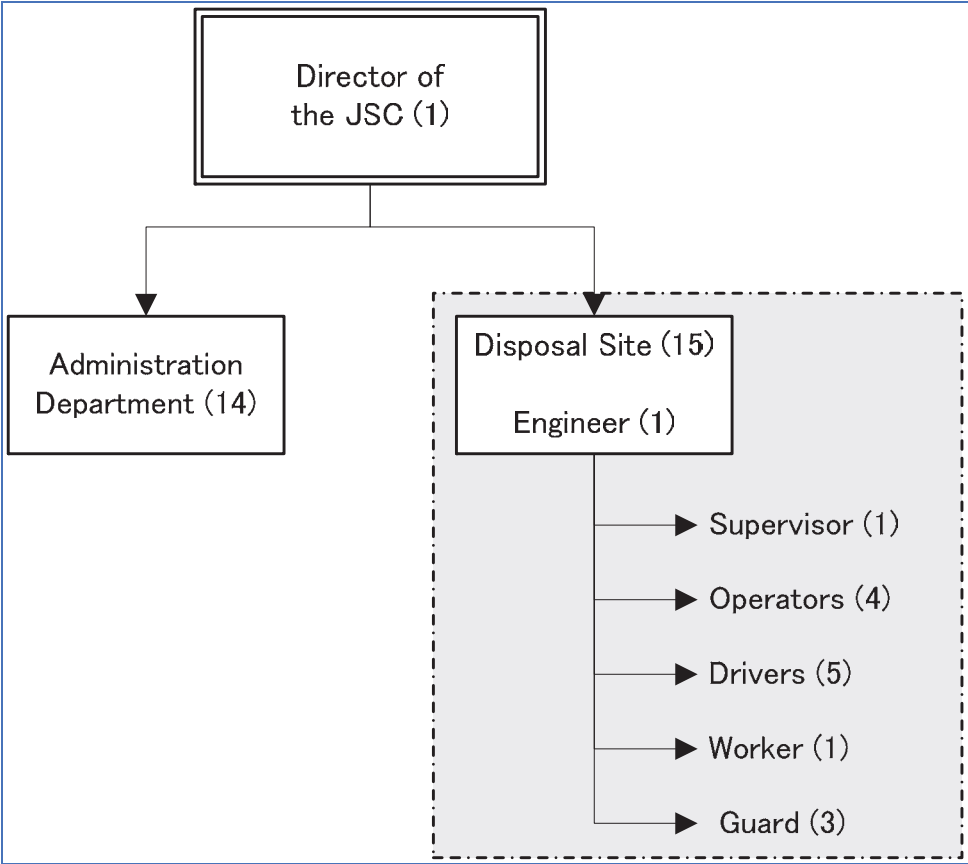 Director of
the JSC (1)
Administration
Department (14)
Disposal Site (15)
Engineer (1)
Supervisor (1)
Operators (4)
Drivers (5)
Worker (1)
Guard (3)